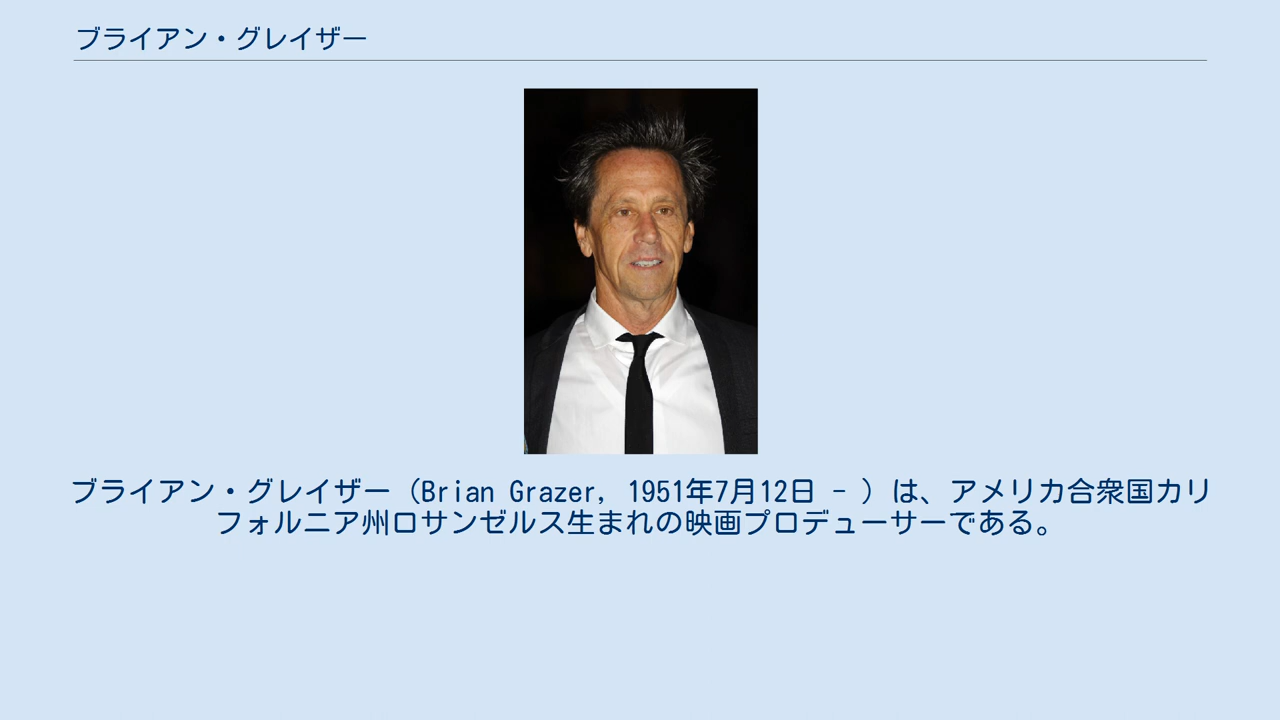 ブライアン・グレイザー
ブライアン・グレイザー（Brian Grazer, 1951年7月12日 - ）は、アメリカ合衆国カリ
フォルニア州ロサンゼルス生まれの映画プロデューサーである。